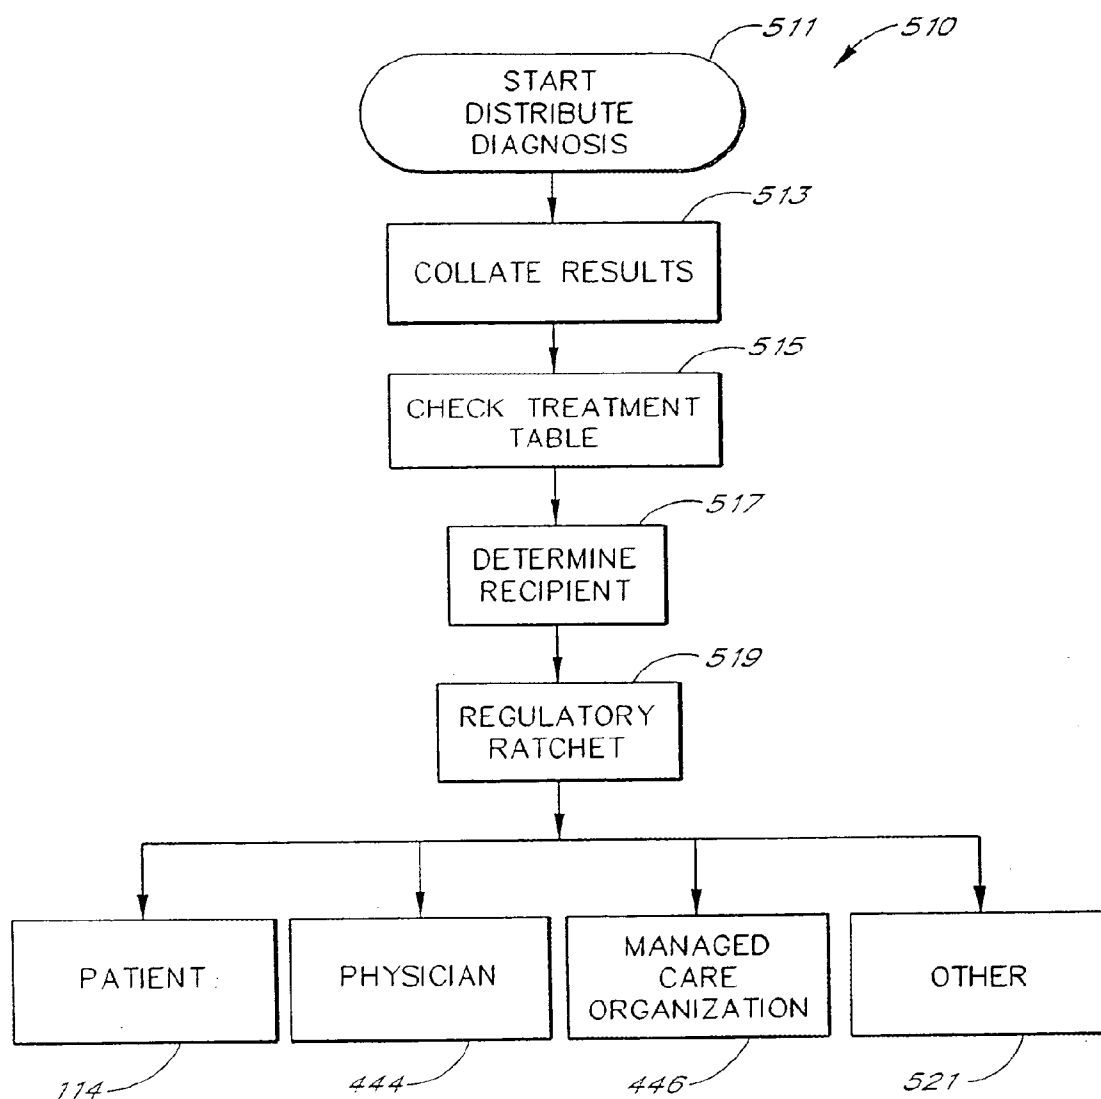 511
510
START
DISTRIBUTE
DIAGNOSIS
513
COLLATE RESULTS
515
CHECK TREATMENT
TABLE
517
DETERMINE
RECIPIENT
519
REGULATORY
RATCHET
PATIENT
PHYSICIAN
MANAGED
CARE
ORGANIZATION
OTHER
114
444
446
521